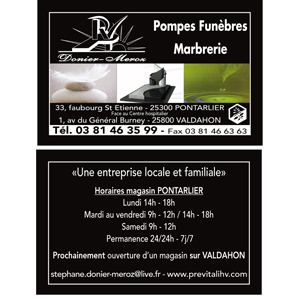 Pompes Funèbres
Marbrerie
Donier-Meroz
33, faubourg St Etienne - 25300 PONTARLIER
Face au Centre hospitalier
1, av du Général Burney - 25800 VALDAHON
Tél. 03 81 46 35 99 - Fax 03 81 46 63 63
«Une entreprise locale et familiale»
Horaires magasin PONTARLIER
Lundi 14h - 18h
Mardi au vendredi 9h - 12h / 14h - 18h
Samedi 9h - 12h
Permanence 24/24h - 7j/7
Prochainement ouverture d'un magasin sur VALDAHON
stephane.donier-meroz@live.fr - www.previtalihv.com